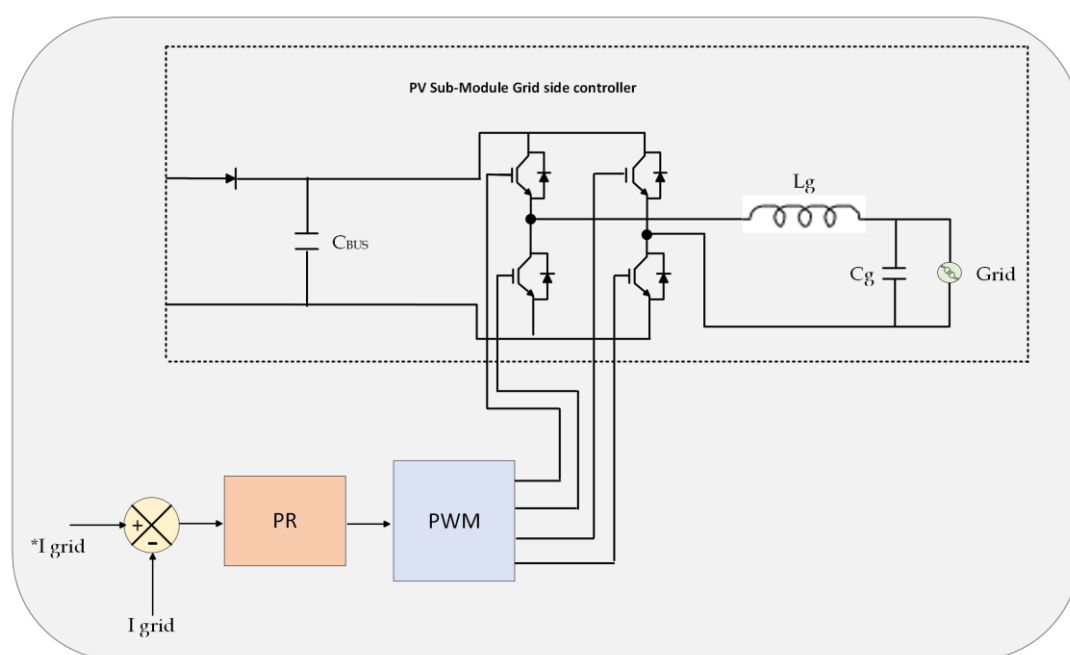 PV Sub-Module Grid side controller
Lg
CBUS
Cg
Grid
PR
PWM
+
-
*I grid
I grid